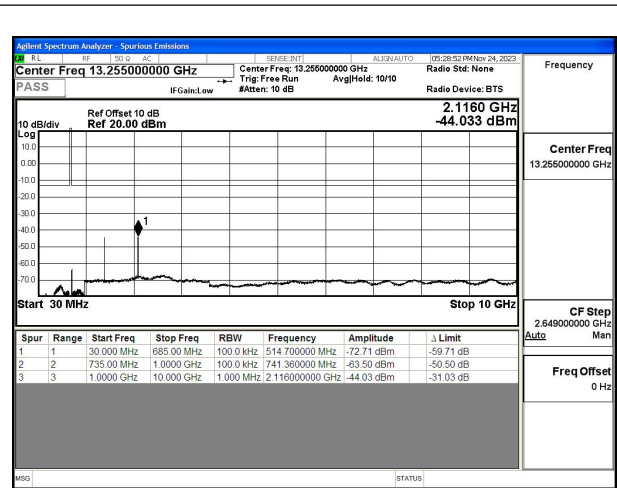 Agilent Spectrum Analyzer - Spurious Emissions
RL RF 50 Ω AC SENSE:INT ALIGN AUTO 05:28:52 PM Nov 24, 2023
Center Freq 13.255000000 GHz Center Freq: 13.255000000 GHz Radio Std: None Frequency
Trig: Free Run Avg|Hold: 10/10
PASS IFGain:Low #Atten: 10 dB Radio Device: BTS
Ref Offset 10 dB 2.1160 GHz
10 dB/div Ref 20.00 dBm -44.033 dBm
Log
10.0
0.00
-10.0
-20.0
-30.0
-40.0
-50.0
-60.0
-70.0
1
Start 30 MHz Stop 10 GHz
Center Freq
13.255000000 GHz
CF Step
2.649000000 GHz
Auto Man
Freq Offset
0 Hz
Spur Range Start Freq Stop Freq RBW Frequency Amplitude Δ Limit
1 1 30.000 MHz 685.00 MHz 100.0 kHz 514.700000 MHz -72.71 dBm -59.71 dB
2 2 735.00 MHz 1.0000 GHz 100.0 kHz 741.360000 MHz -63.50 dBm -50.50 dB
3 3 1.0000 GHz 10.000 GHz 1.000 MHz 2.116000000 GHz -44.03 dBm -31.03 dB
MSG STATUS